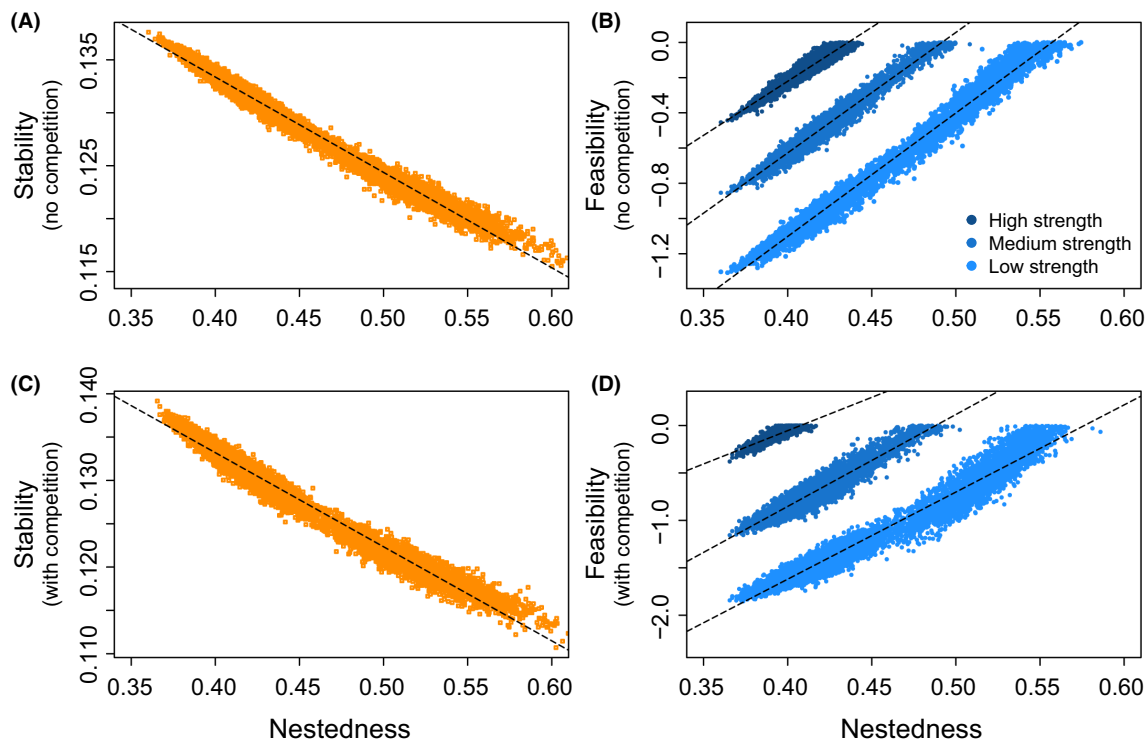 (A)
Stability
(no competition)
0.135
0.125
0.115
0.35 0.40 0.45 0.50 0.55 0.60
(B)
Feasibility
(no competition)
0.0
−0.4
−0.8
−1.2
High strength
Medium strength
Low strength
0.35 0.40 0.45 0.50 0.55 0.60
(C)
Stability
(with competition)
0.140
0.130
0.120
0.110
0.35 0.40 0.45 0.50 0.55 0.60
Nestedness
(D)
Feasibility
(with competition)
0.0
−1.0
−2.0
0.35 0.40 0.45 0.50 0.55 0.60
Nestedness